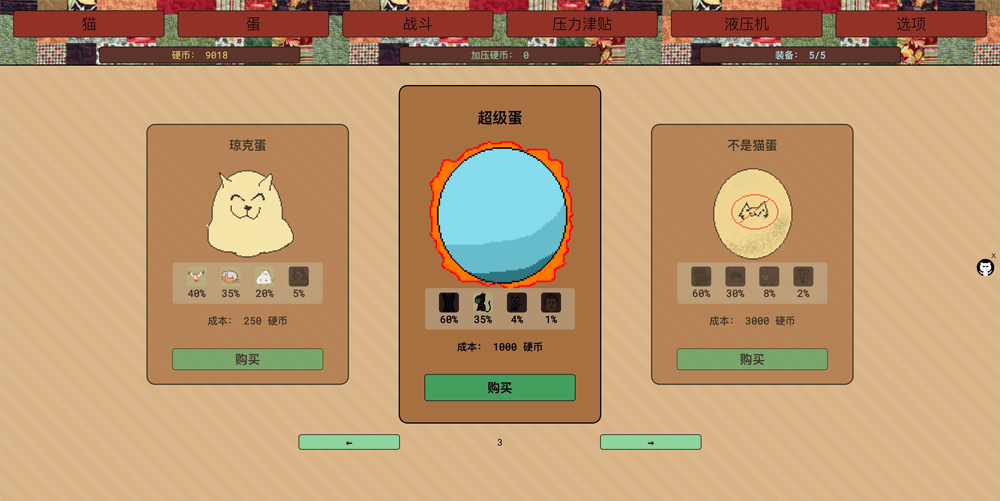 猫 蛋 战斗 压力津贴 液压机 选项
硬币: 9018 加压硬币: 0 装备: 5/5
x
琼克蛋
40% 35% 20% 5%
成本: 250 硬币
购买
超级蛋
60% 35% 4% 1%
成本: 1000 硬币
购买
不是猫蛋
60% 30% 8% 2%
成本: 3000 硬币
购买
← 3 →